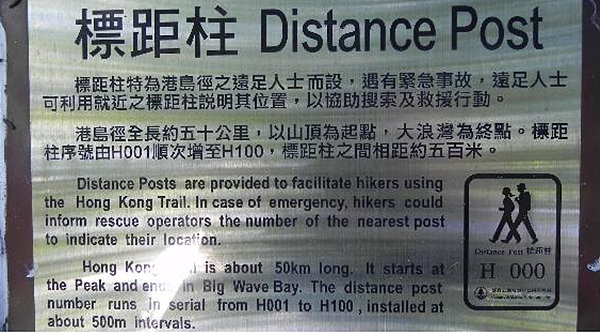 標距柱 Distance Post
標距柱特為港島徑之遠足人士而設，遇有緊急事故，遠足人士
可利用就近之標距柱説明其位置，以協助搜索及救援行動。
港島徑全長約五十公里，以山頂為起點，大浪灣為終點。標距
柱序號由H001順次增至H100，標距柱之間相距約五百米。
Distance Posts are provided to facilitate hikers using
the Hong Kong Trail. In case of emergency, hikers could
inform rescue operators the number of the nearest post
to indicate their location.
Hong Kong is about 50km long. It starts at
the Peak and ends in Big Wave Bay. The distance post
number runs in serial from H001 to H100, installed at
about 500m intervals.
Distance Post 標距柱
H 000